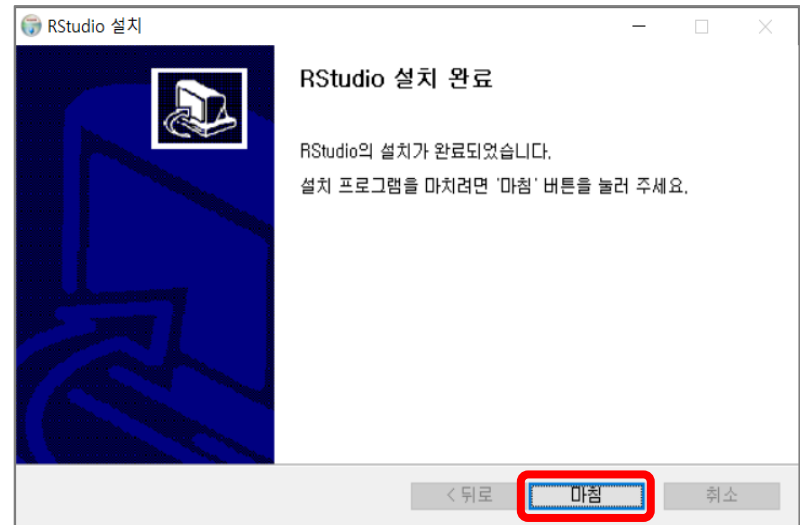 RStudio 설치
RStudio 설치 완료
RStudio의 설치가 완료되었습니다.
설치 프로그램을 마치려면 '마침' 버튼을 눌러 주세요.
< 뒤로
마침
취소